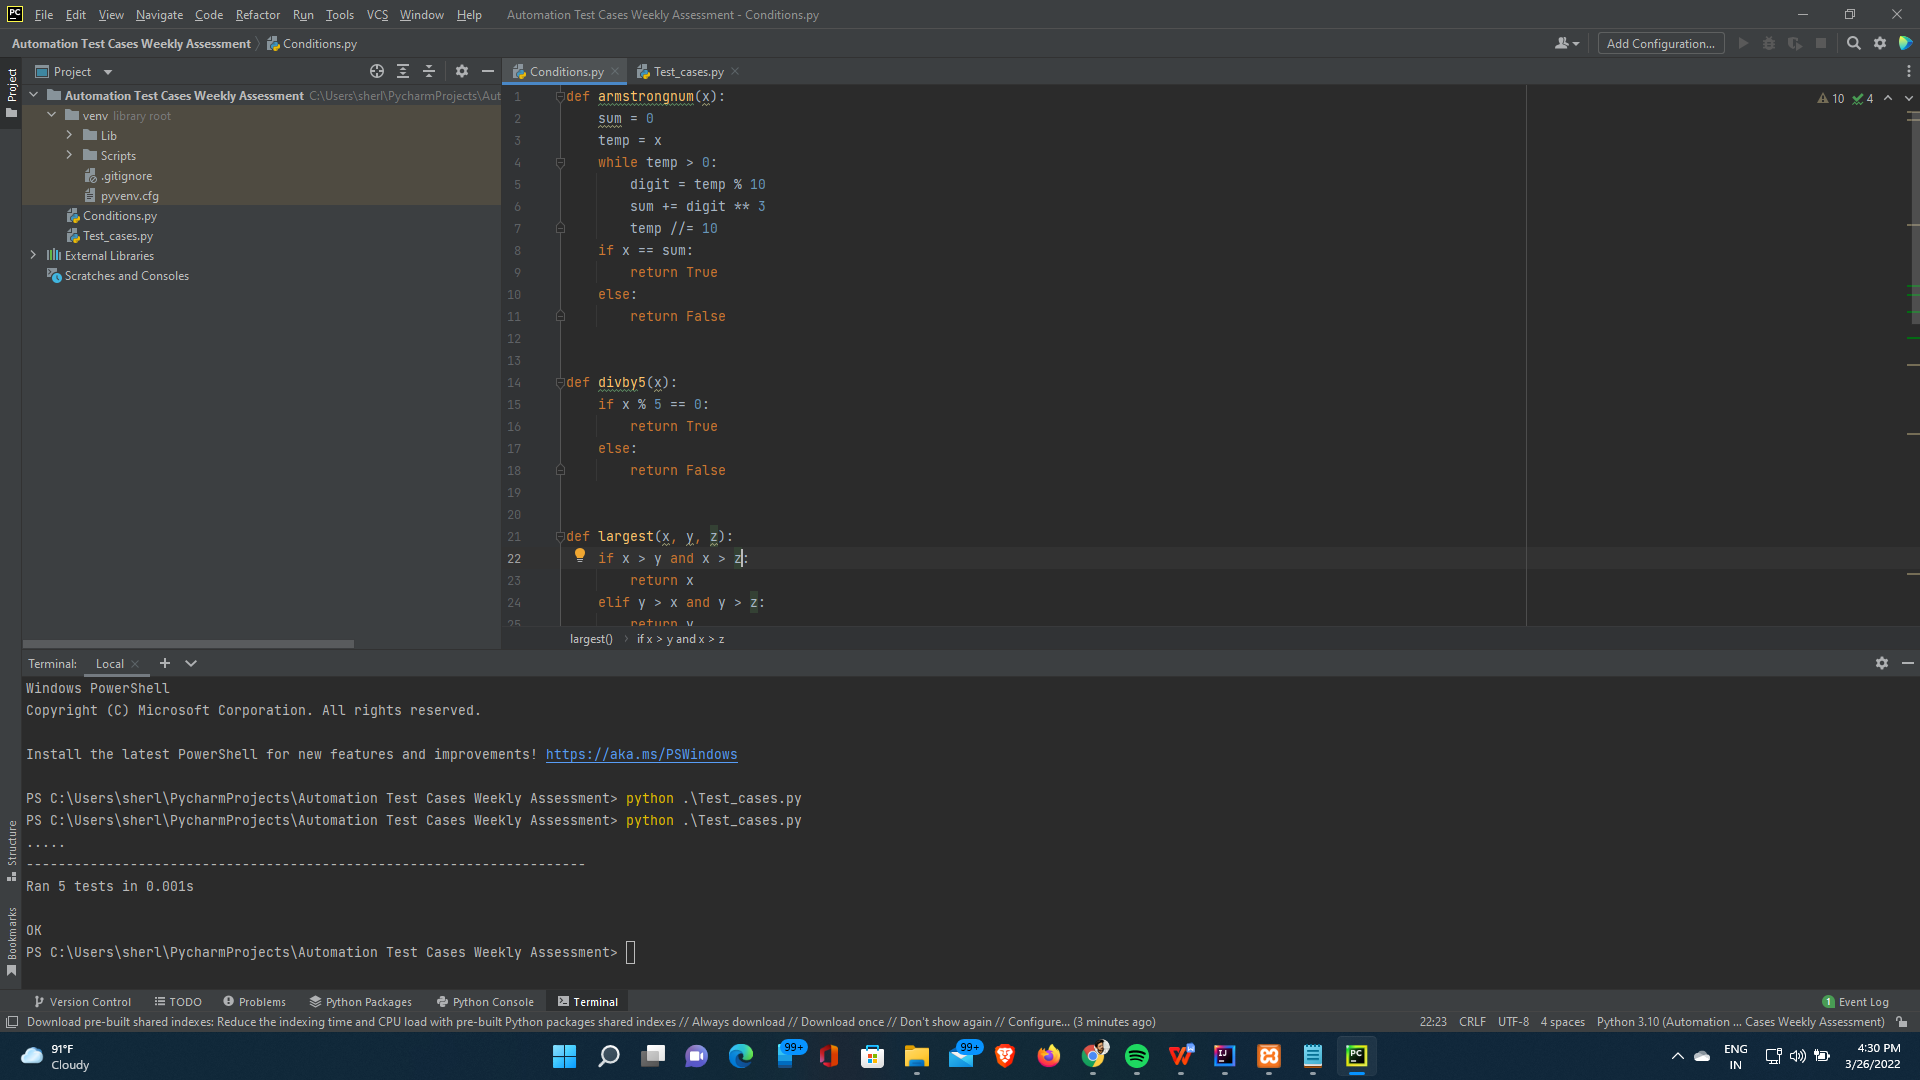 PC File Edit View Navigate Code Refactor Run Tools VCS Window Help Automation Test Cases Weekly Assessment - Conditions.py
Automation Test Cases Weekly Assessment Conditions.py Add Configuration...
Project
Project
Conditions.py
Test_cases.py
Automation Test Cases Weekly Assessment C:\Users\sherl\PycharmProjects\Aut
venv library root
Lib
Scripts
.gitignore
pyvenv.cfg
Conditions.py
Test_cases.py
External Libraries
Scratches and Consoles
10 4
1 def armstrongnum(x):
2 sum = 0
3 temp = x
4 while temp > 0:
5 digit = temp % 10
6 sum += digit ** 3
7 temp //= 10
8 if x == sum:
9 return True
10 else:
11 return False
12
13
14 def divby5(x):
15 if x % 5 == 0:
16 return True
17 else:
18 return False
19
20
21 def largest(x, y, z):
22 if x > y and x > z:
23 return x
24 elif y > x and y > z:
25 return y
largest() if x > y and x > z
Terminal: Local
Windows PowerShell
Copyright (C) Microsoft Corporation. All rights reserved.
Install the latest PowerShell for new features and improvements! https://aka.ms/PSWindows
PS C:\Users\sherl\PycharmProjects\Automation Test Cases Weekly Assessment> python .\Test_cases.py
PS C:\Users\sherl\PycharmProjects\Automation Test Cases Weekly Assessment> python .\Test_cases.py
.....
----------------------------------------------------------------------
Ran 5 tests in 0.001s
OK
PS C:\Users\sherl\PycharmProjects\Automation Test Cases Weekly Assessment>
Structure
Bookmarks
Version Control TODO Problems Python Packages Python Console Terminal 1 Event Log
Download pre-built shared indexes: Reduce the indexing time and CPU load with pre-built Python packages shared indexes // Always download // Download once // Don't show again // Configure... (3 minutes ago) 22:23 CRLF UTF-8 4 spaces Python 3.10 (Automation ... Cases Weekly Assessment)
91°F
Cloudy
99+
99+
IJ
PC
ENG
IN
4:30 PM
3/26/2022